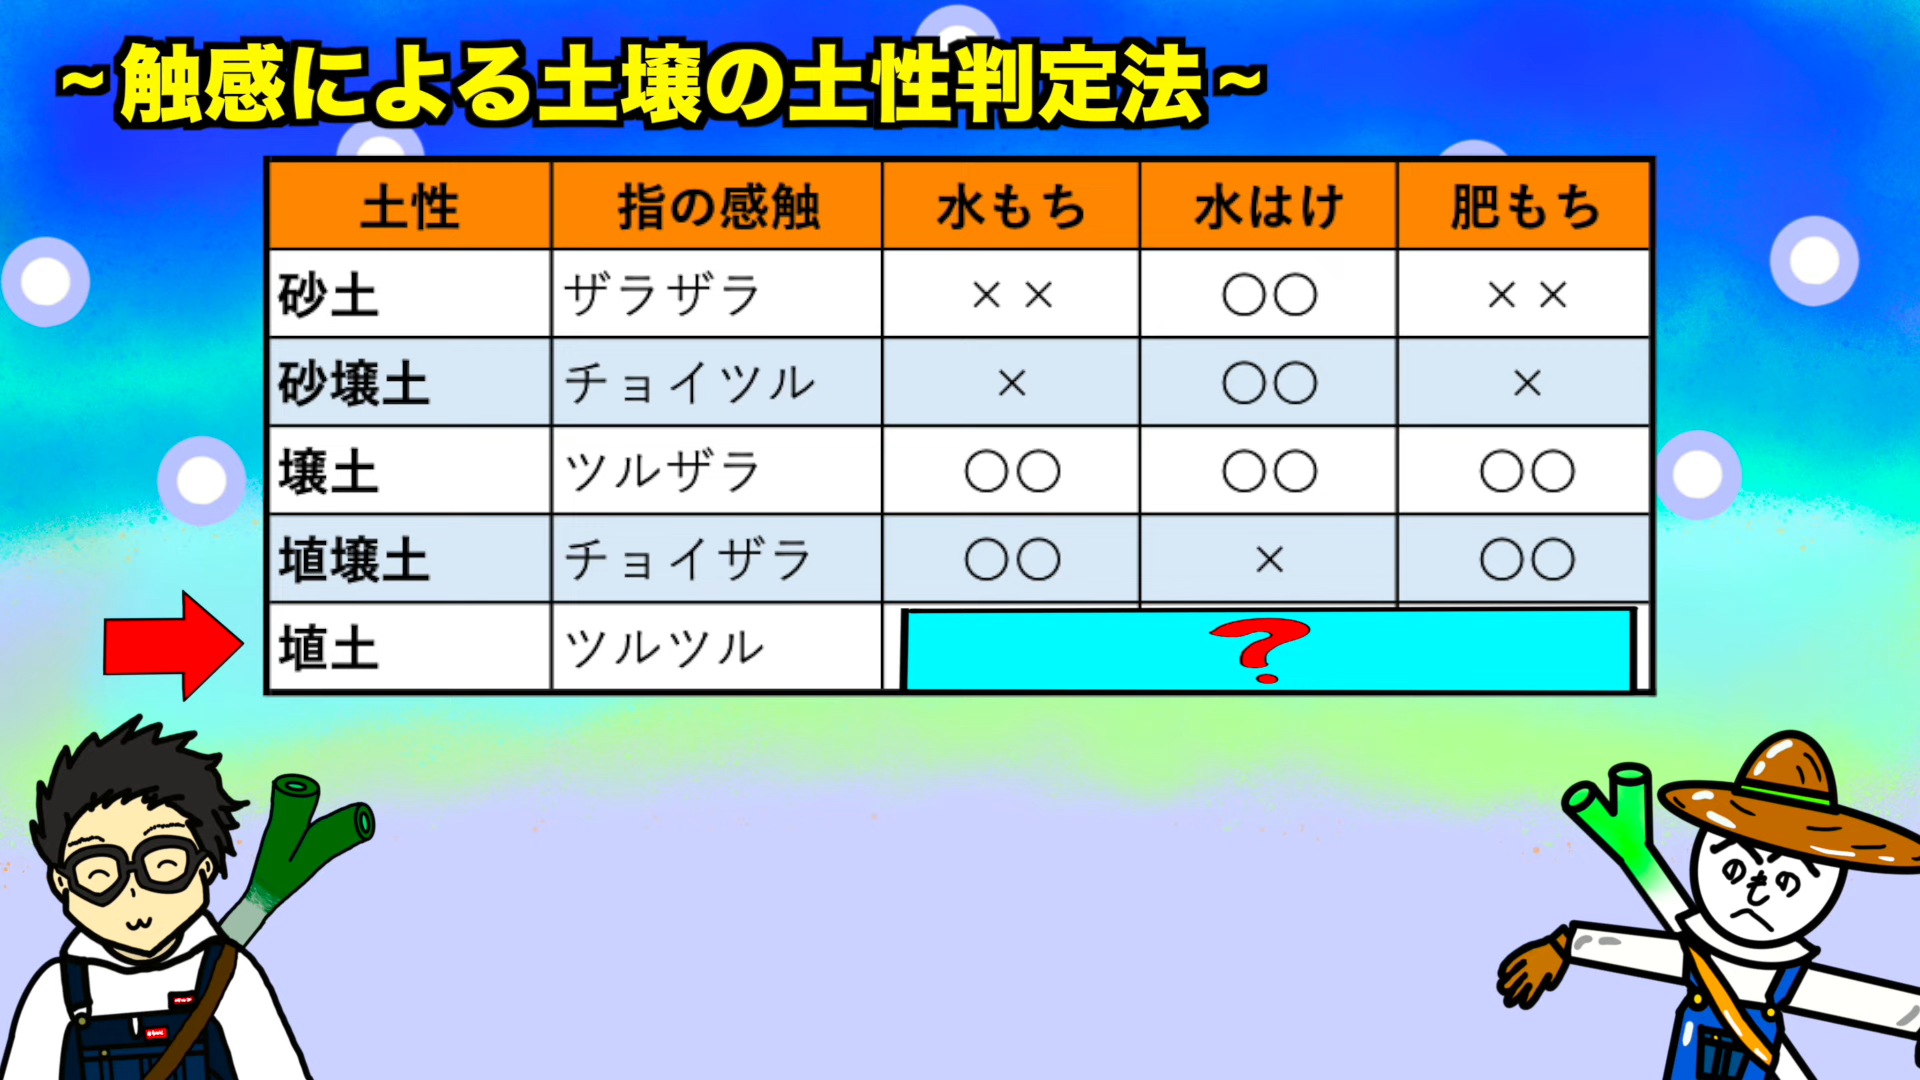 ~触感による土壌の土性判定法~
土性 指の感触 水もち 水はけ 肥もち
砂土 ザラザラ ×× ○○ ××
砂壌土 チョイツル × ○○ ×
壌土 ツルザラ ○○ ○○ ○○
埴壌土 チョイザラ ○○ × ○○
埴土 ツルツル ?
のもの